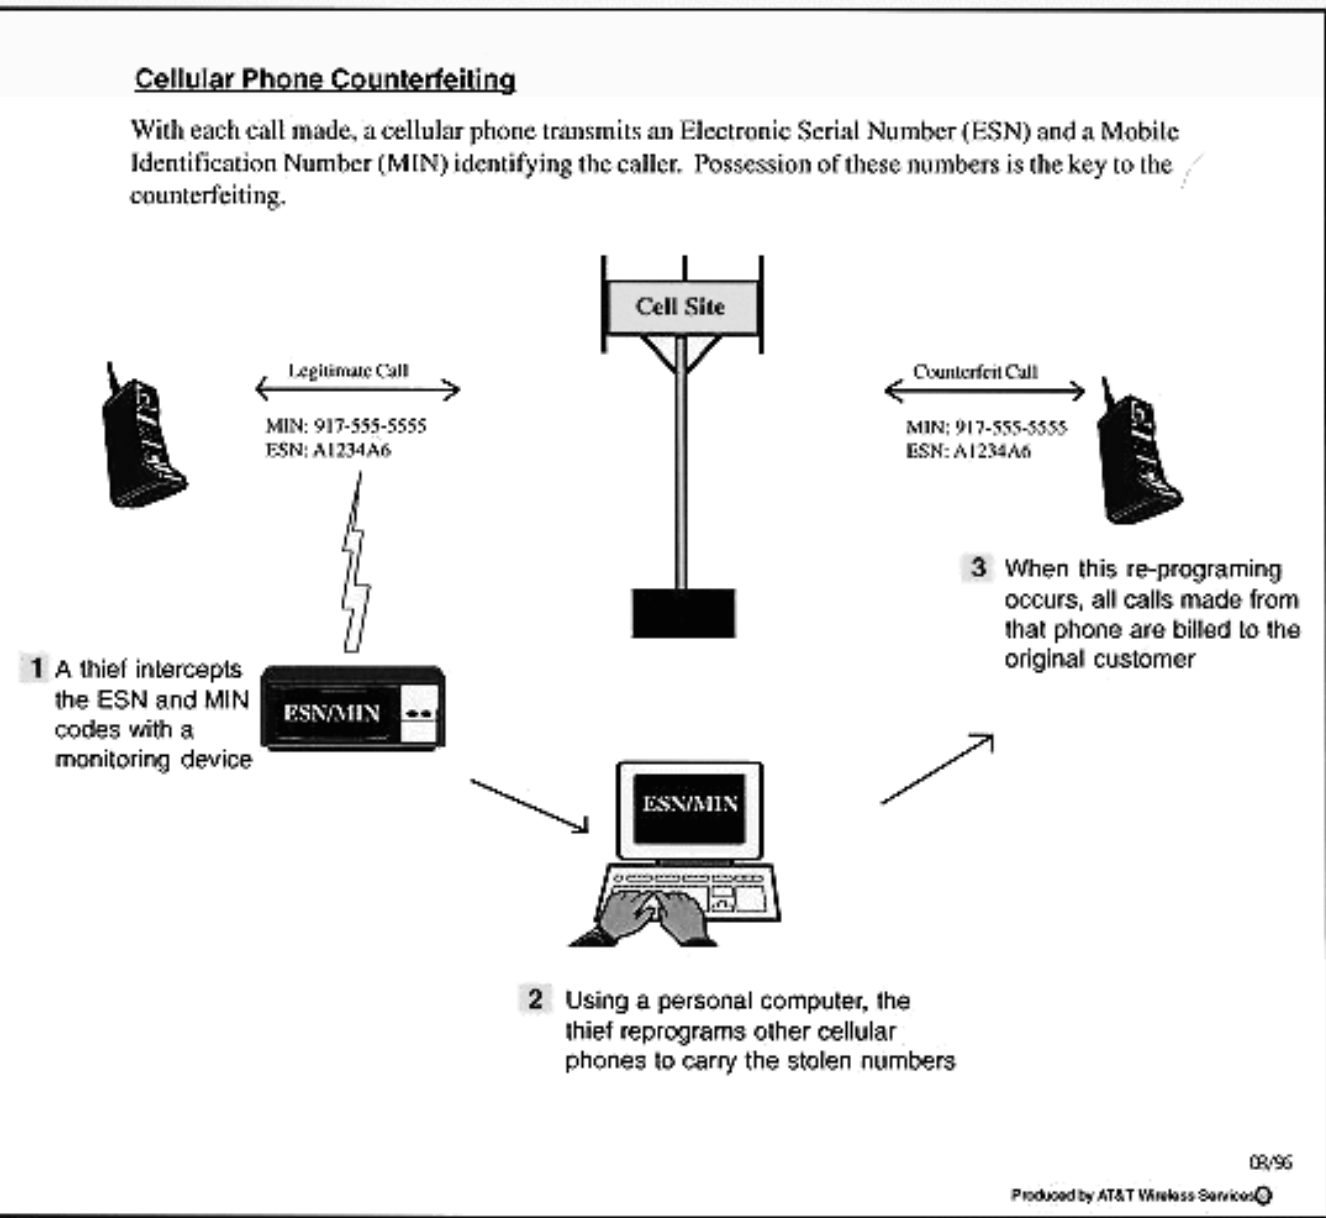 Cellular Phone Counterfeiting
With each call made, a cellular phone transmits an Electronic Serial Number (ESN) and a Mobile
Identification Number (MIN) identifying the caller. Possession of these numbers is the key to the
counterfeiting.
Cell Site
Legitimate Call
MIN: 917-555-5555
ESN: A1234A6
Counterfeit Call
MIN: 917-555-5555
ESN: A1234A6
1 A thief intercepts
the ESN and MIN
codes with a
monitoring device
ESN/MIN
ESN/MIN
2 Using a personal computer, the
thief reprograms other cellular
phones to carry the stolen numbers
3 When this re-programing
occurs, all calls made from
that phone are billed to the
original customer
Produced by AT&T Wireless Services